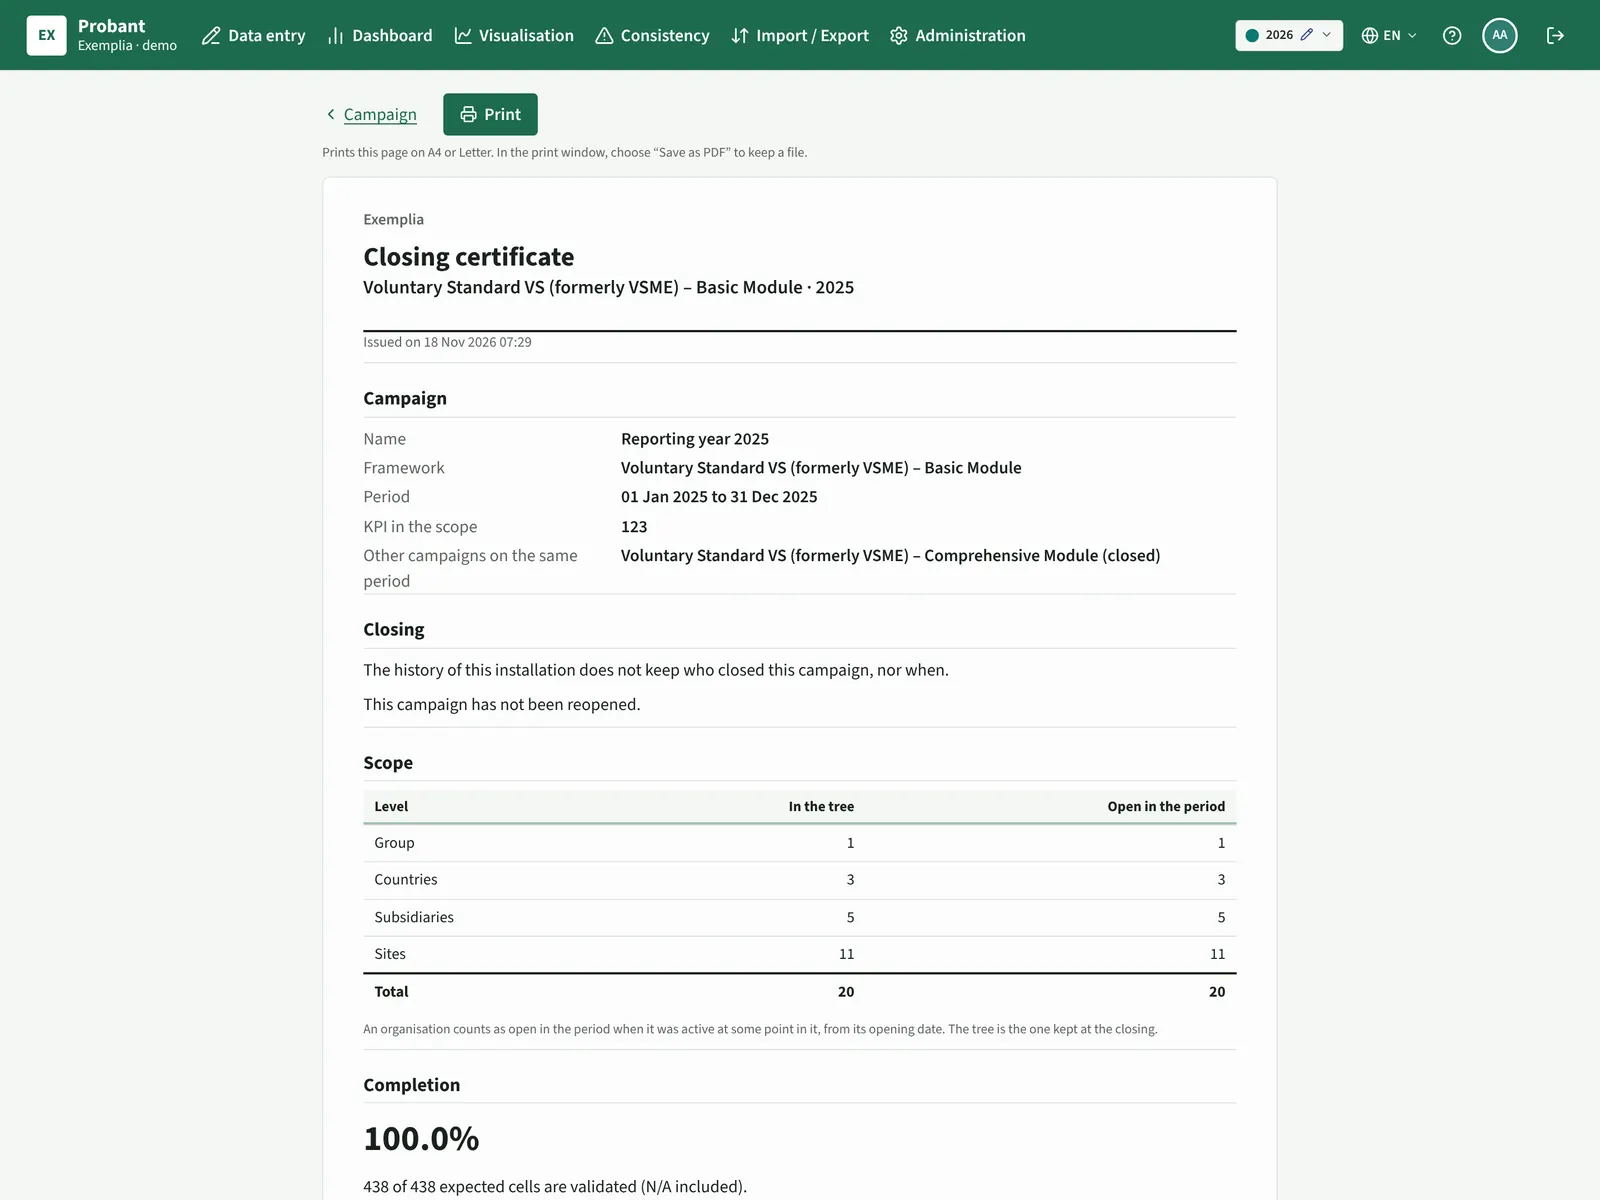 EX
Probant
Exemplia · demo
Data entry
Dashboard
Visualisation
Consistency
Import / Export
Administration
2026
EN
AA
Campaign
Print
Prints this page on A4 or Letter. In the print window, choose “Save as PDF” to keep a file.
Exemplia
Closing certificate
Voluntary Standard VS (formerly VSME) – Basic Module · 2025
Issued on 18 Nov 2026 07:29
Campaign
Name Reporting year 2025
Framework Voluntary Standard VS (formerly VSME) – Basic Module
Period 01 Jan 2025 to 31 Dec 2025
KPI in the scope 123
Other campaigns on the same period Voluntary Standard VS (formerly VSME) – Comprehensive Module (closed)
Closing
The history of this installation does not keep who closed this campaign, nor when.
This campaign has not been reopened.
Scope
Level In the tree Open in the period
Group 1 1
Countries 3 3
Subsidiaries 5 5
Sites 11 11
Total 20 20
An organisation counts as open in the period when it was active at some point in it, from its opening date. The tree is the one kept at the closing.
Completion
100.0%
438 of 438 expected cells are validated (N/A included).